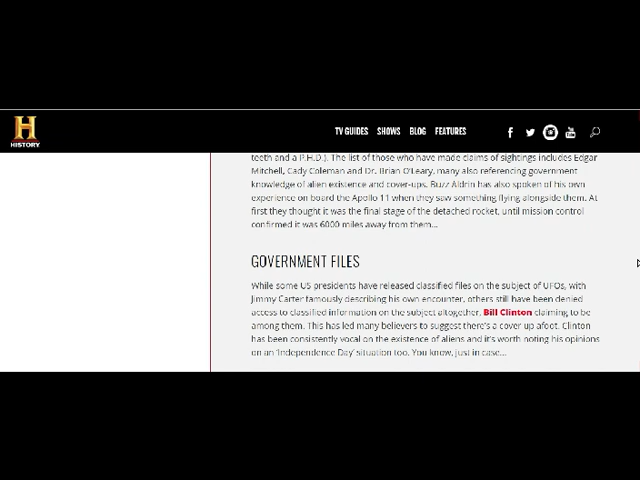 H
HISTORY
TV GUIDES SHOWS BLOG FEATURES
teeth and a P.H.D.). The list of those who have made claims of sightings includes Edgar
Mitchell, Cady Coleman and Dr. Brian O'Leary, many also referencing government
knowledge of alien existence and cover-ups. Buzz Aldrin has also spoken of his own
experience on board the Apollo 11 when they saw something flying alongside them. At
first they thought it was the final stage of the detached rocket, until mission control
confirmed it was 6000 miles away from them...
GOVERNMENT FILES
While some US presidents have released classified files on the subject of UFOs, with
Jimmy Carter famously describing his own encounter, others still have been denied
access to classified information on the subject altogether, Bill Clinton claiming to be
among them. This has led many believers to suggest there's a cover up afoot. Clinton
has been consistently vocal on the existence of aliens and it's worth noting his opinions
on an 'Independence Day' situation too. You know, just in case...